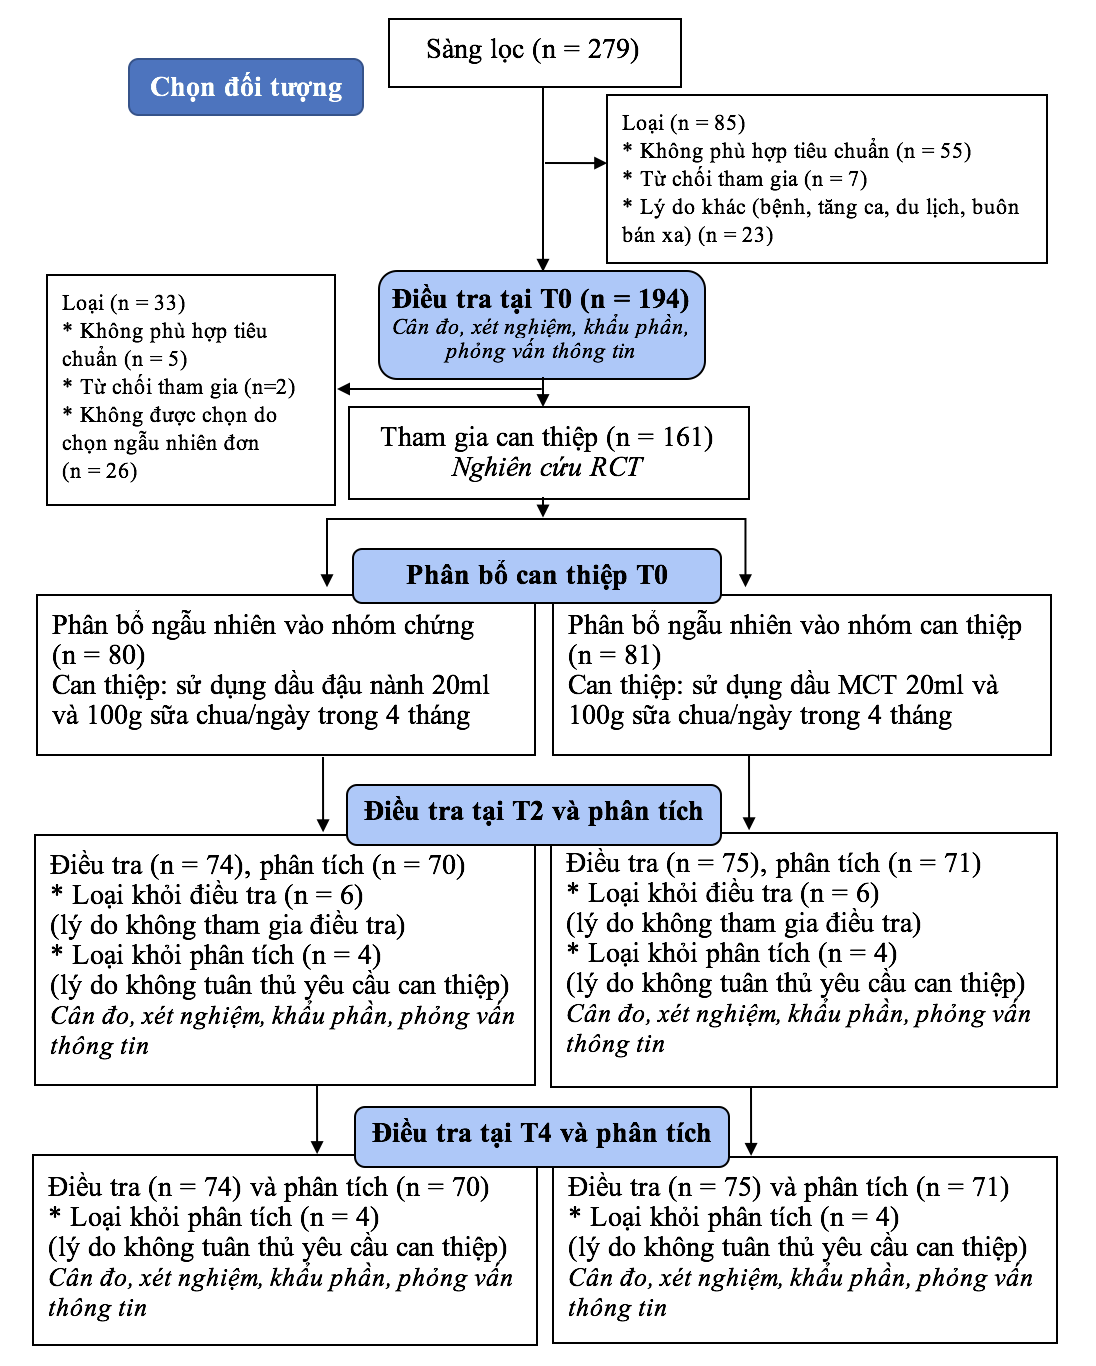 Sàng lọc (n = 279)
Chọn đối tượng
Loại (n = 85)
* Không phù hợp tiêu chuẩn (n = 55)
* Từ chối tham gia (n = 7)
* Lý do khác (bệnh, tăng ca, du lịch, buôn
bán xa) (n = 23)
Điều tra tại T0 (n = 194)
Cân đo, xét nghiệm, khẩu phần,
phỏng vấn thông tin
Loại (n = 33)
* Không phù hợp tiêu
chuẩn (n = 5)
* Từ chối tham gia (n=2)
* Không được chọn do
chọn ngẫu nhiên đơn
(n = 26)
Tham gia can thiệp (n = 161)
Nghiên cứu RCT
Phân bố can thiệp T0
Phân bổ ngẫu nhiên vào nhóm chứng
(n = 80)
Can thiệp: sử dụng dầu đậu nành 20ml
và 100g sữa chua/ngày trong 4 tháng
Phân bổ ngẫu nhiên vào nhóm can thiệp
(n = 81)
Can thiệp: sử dụng dầu MCT 20ml và
100g sữa chua/ngày trong 4 tháng
Điều tra tại T2 và phân tích
Điều tra (n = 74), phân tích (n = 70)
* Loại khỏi điều tra (n = 6)
(lý do không tham gia điều tra)
* Loại khỏi phân tích (n = 4)
(lý do không tuân thủ yêu cầu can thiệp)
Cân đo, xét nghiệm, khẩu phần, phỏng vấn
thông tin
Điều tra (n = 75), phân tích (n = 71)
* Loại khỏi điều tra (n = 6)
(lý do không tham gia điều tra)
* Loại khỏi phân tích (n = 4)
(lý do không tuân thủ yêu cầu can thiệp)
Cân đo, xét nghiệm, khẩu phần, phỏng vấn
thông tin
Điều tra tại T4 và phân tích
Điều tra (n = 74) và phân tích (n = 70)
* Loại khỏi phân tích (n = 4)
(lý do không tuân thủ yêu cầu can thiệp)
Cân đo, xét nghiệm, khẩu phần, phỏng vấn
thông tin
Điều tra (n = 75) và phân tích (n = 71)
* Loại khỏi phân tích (n = 4)
(lý do không tuân thủ yêu cầu can thiệp)
Cân đo, xét nghiệm, khẩu phần, phỏng vấn
thông tin